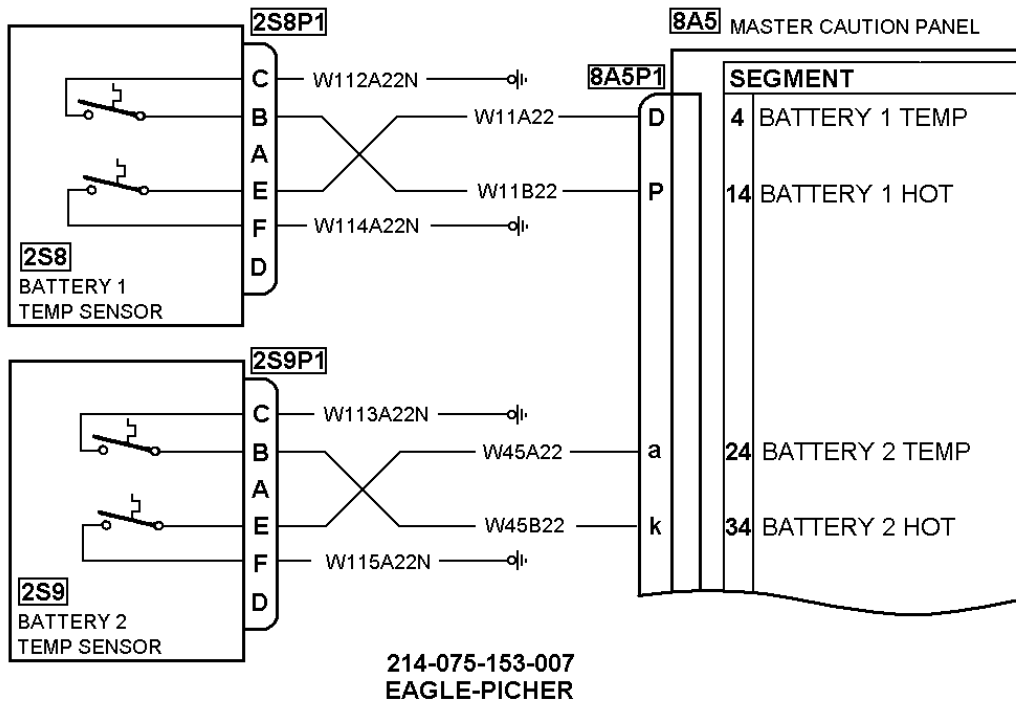 2S8P1
8A5 MASTER CAUTION PANEL
8A5P1
SEGMENT
C
W112A22N
B
W11A22
D
4 BATTERY 1 TEMP
A
E
W11B22
P
14 BATTERY 1 HOT
F
W114A22N
D
2S8
BATTERY 1
TEMP SENSOR
2S9P1
C
W113A22N
B
W45A22
a
24 BATTERY 2 TEMP
A
E
W45B22
k
34 BATTERY 2 HOT
F
W115A22N
D
2S9
BATTERY 2
TEMP SENSOR
214-075-153-007
EAGLE-PICHER